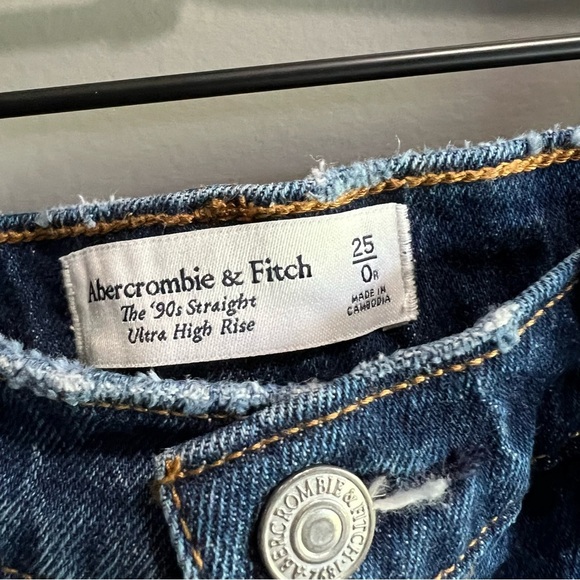 Abercrombie & Fitch
The '90s Straight
Ultra High Rise
25
0R
MADE IN
CAMBODIA
ABERCROMBIE & FITCH · 1892 ·